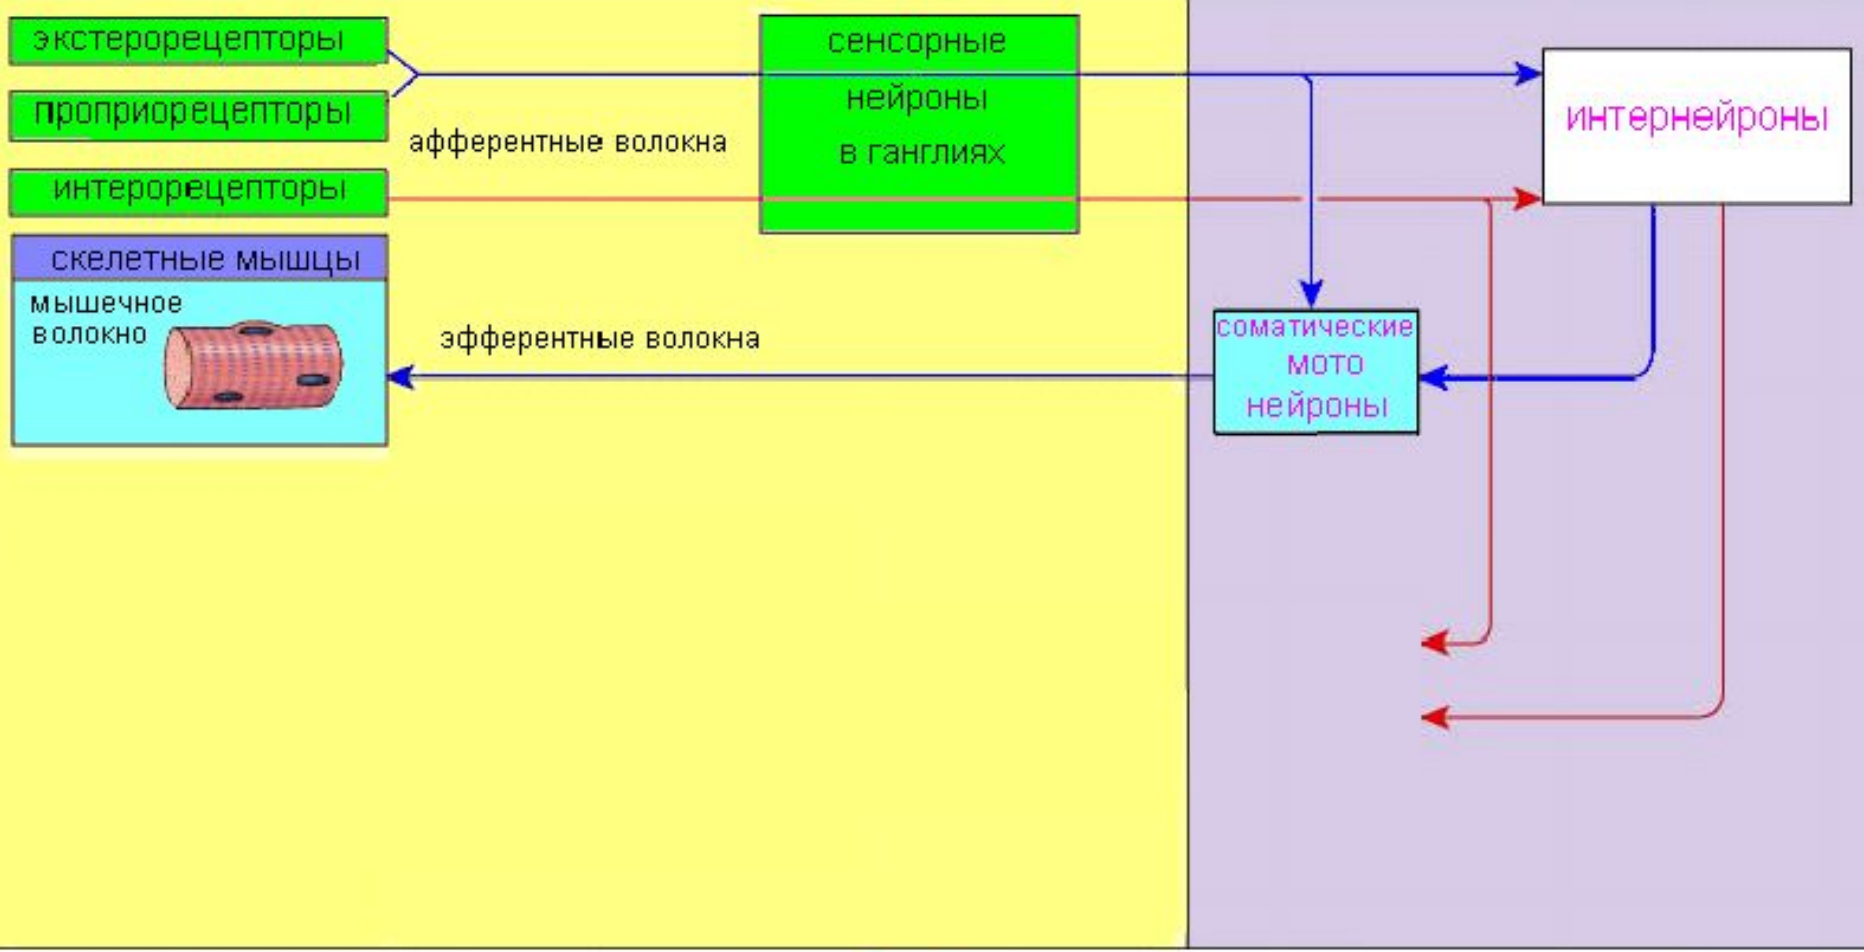 экстерорецепторы
проприорецепторы
интерорецепторы
афферентные волокна
сенсорные
нейроны
в ганглиях
интернейроны
скелетные мышцы
мышечное
волокно
эфферентные волокна
соматические
мото
нейроны